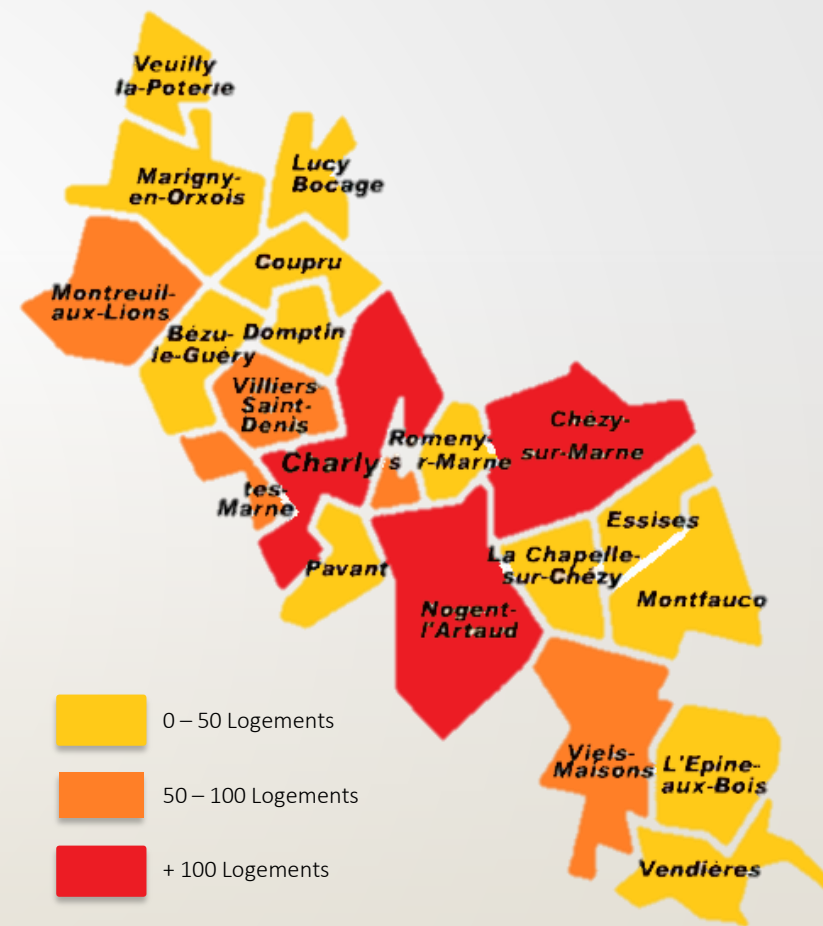 Veuilly
la-Poterie
Marigny-
en-Orxois
Lucy
Bocage
Coupru
Montreuil-
aux-Lions
Bézu-
le-Guéry
Domptin
Villiers
Saint-
Denis
Charly
Romeny-
s r-Marne
Chézy-
sur-Marne
tes-
Marne
Pavant
Essises
La Chapelle-
sur-Chézy
Montfauco
Nogent-
l'Artaud
Viels-
Maisons
L'Epine-
aux-Bois
Vendières
0 – 50 Logements
50 – 100 Logements
+ 100 Logements